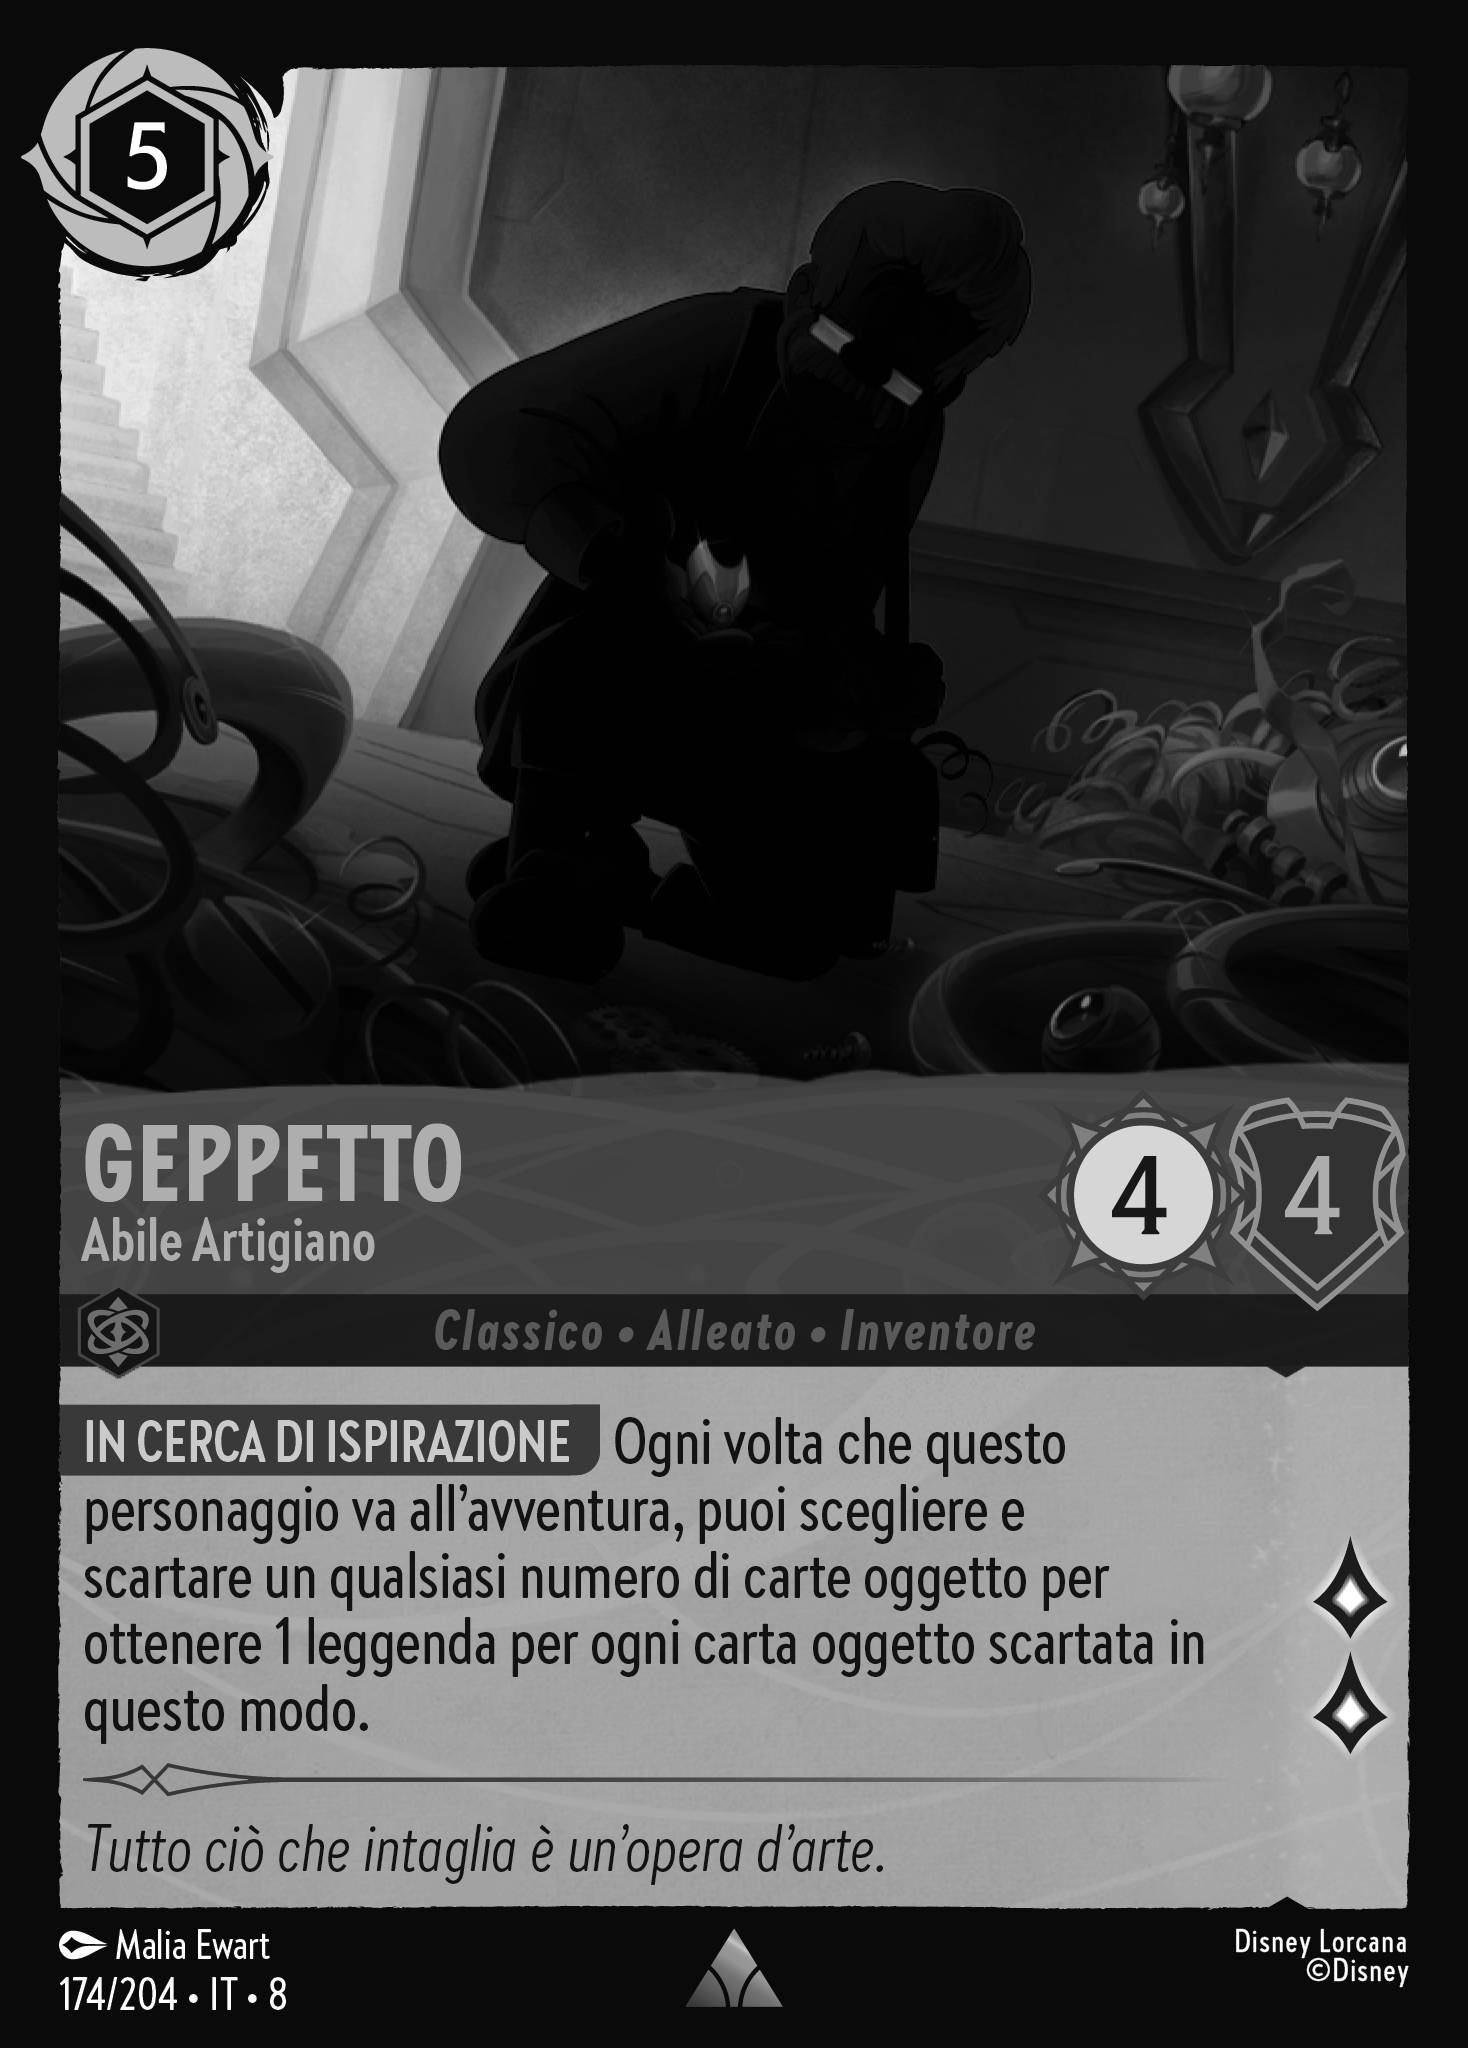 5
GEPPETTO
Abile Artigiano
4
4
Classico • Alleato • Inventore
IN CERCA DI ISPIRAZIONE Ogni volta che questo
personaggio va all’avventura, puoi scegliere e
scartare un qualsiasi numero di carte oggetto per
ottenere 1 leggenda per ogni carta oggetto scartata in
questo modo.
Tutto ciò che intaglia è un’opera d’arte.
Malia Ewart
174/204 • IT • 8
Disney Lorcana
©Disney